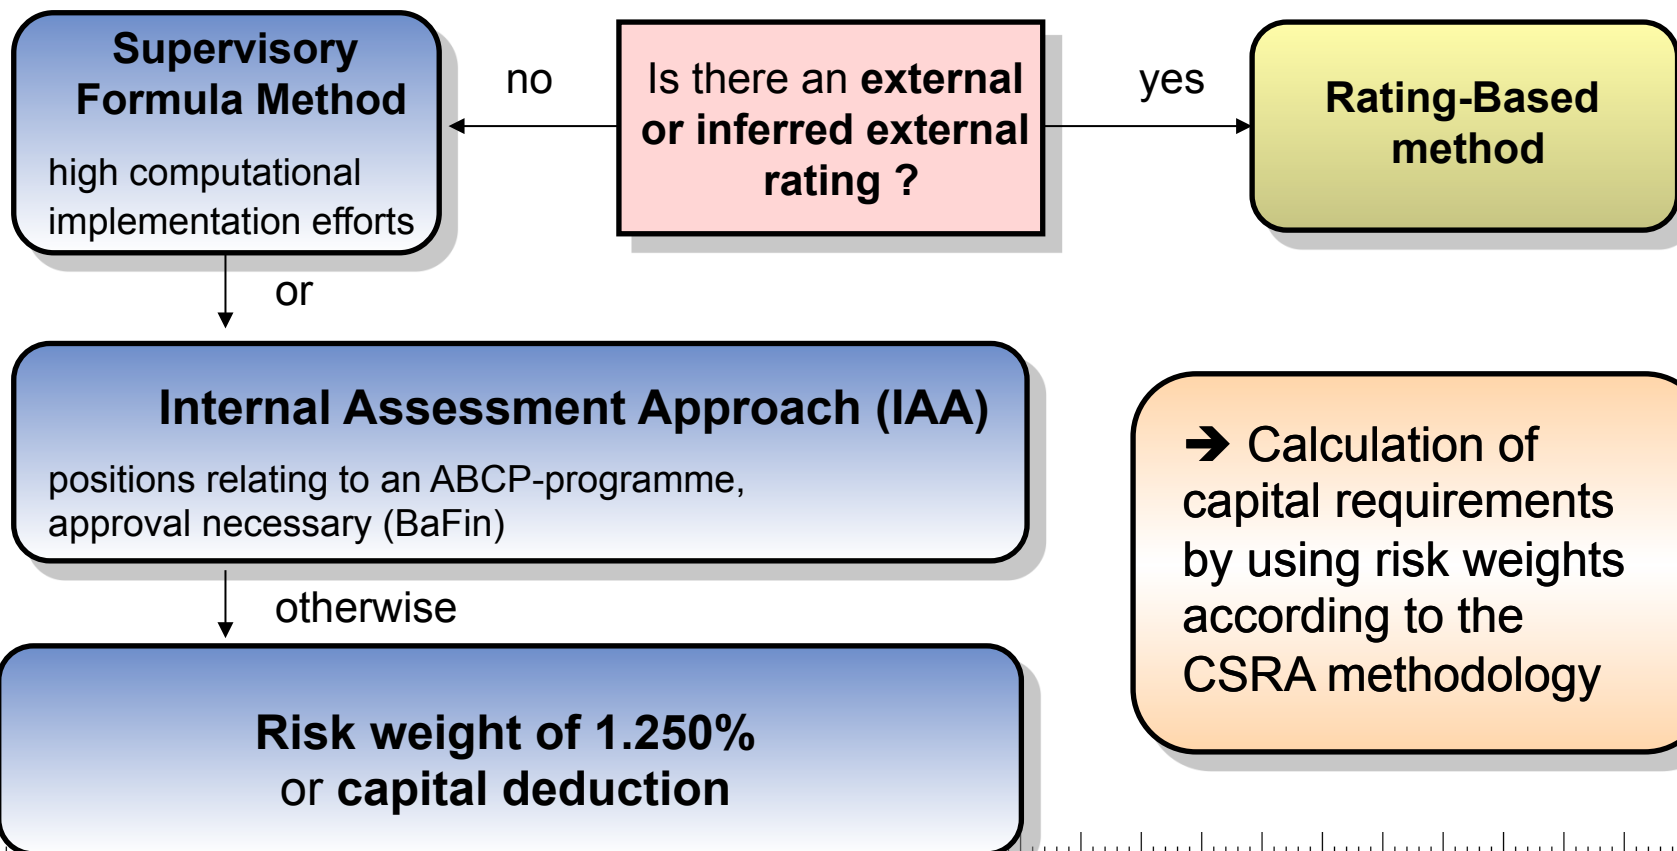 Supervisory
Formula Method
high computational
implementation efforts
no
Is there an external
or inferred external
rating ?
yes
Rating-Based
method
or
Internal Assessment Approach (IAA)
positions relating to an ABCP-programme,
approval necessary (BaFin)
otherwise
Risk weight of 1.250%
or capital deduction
➔ Calculation of
capital requirements
by using risk weights
according to the
CSRA methodology